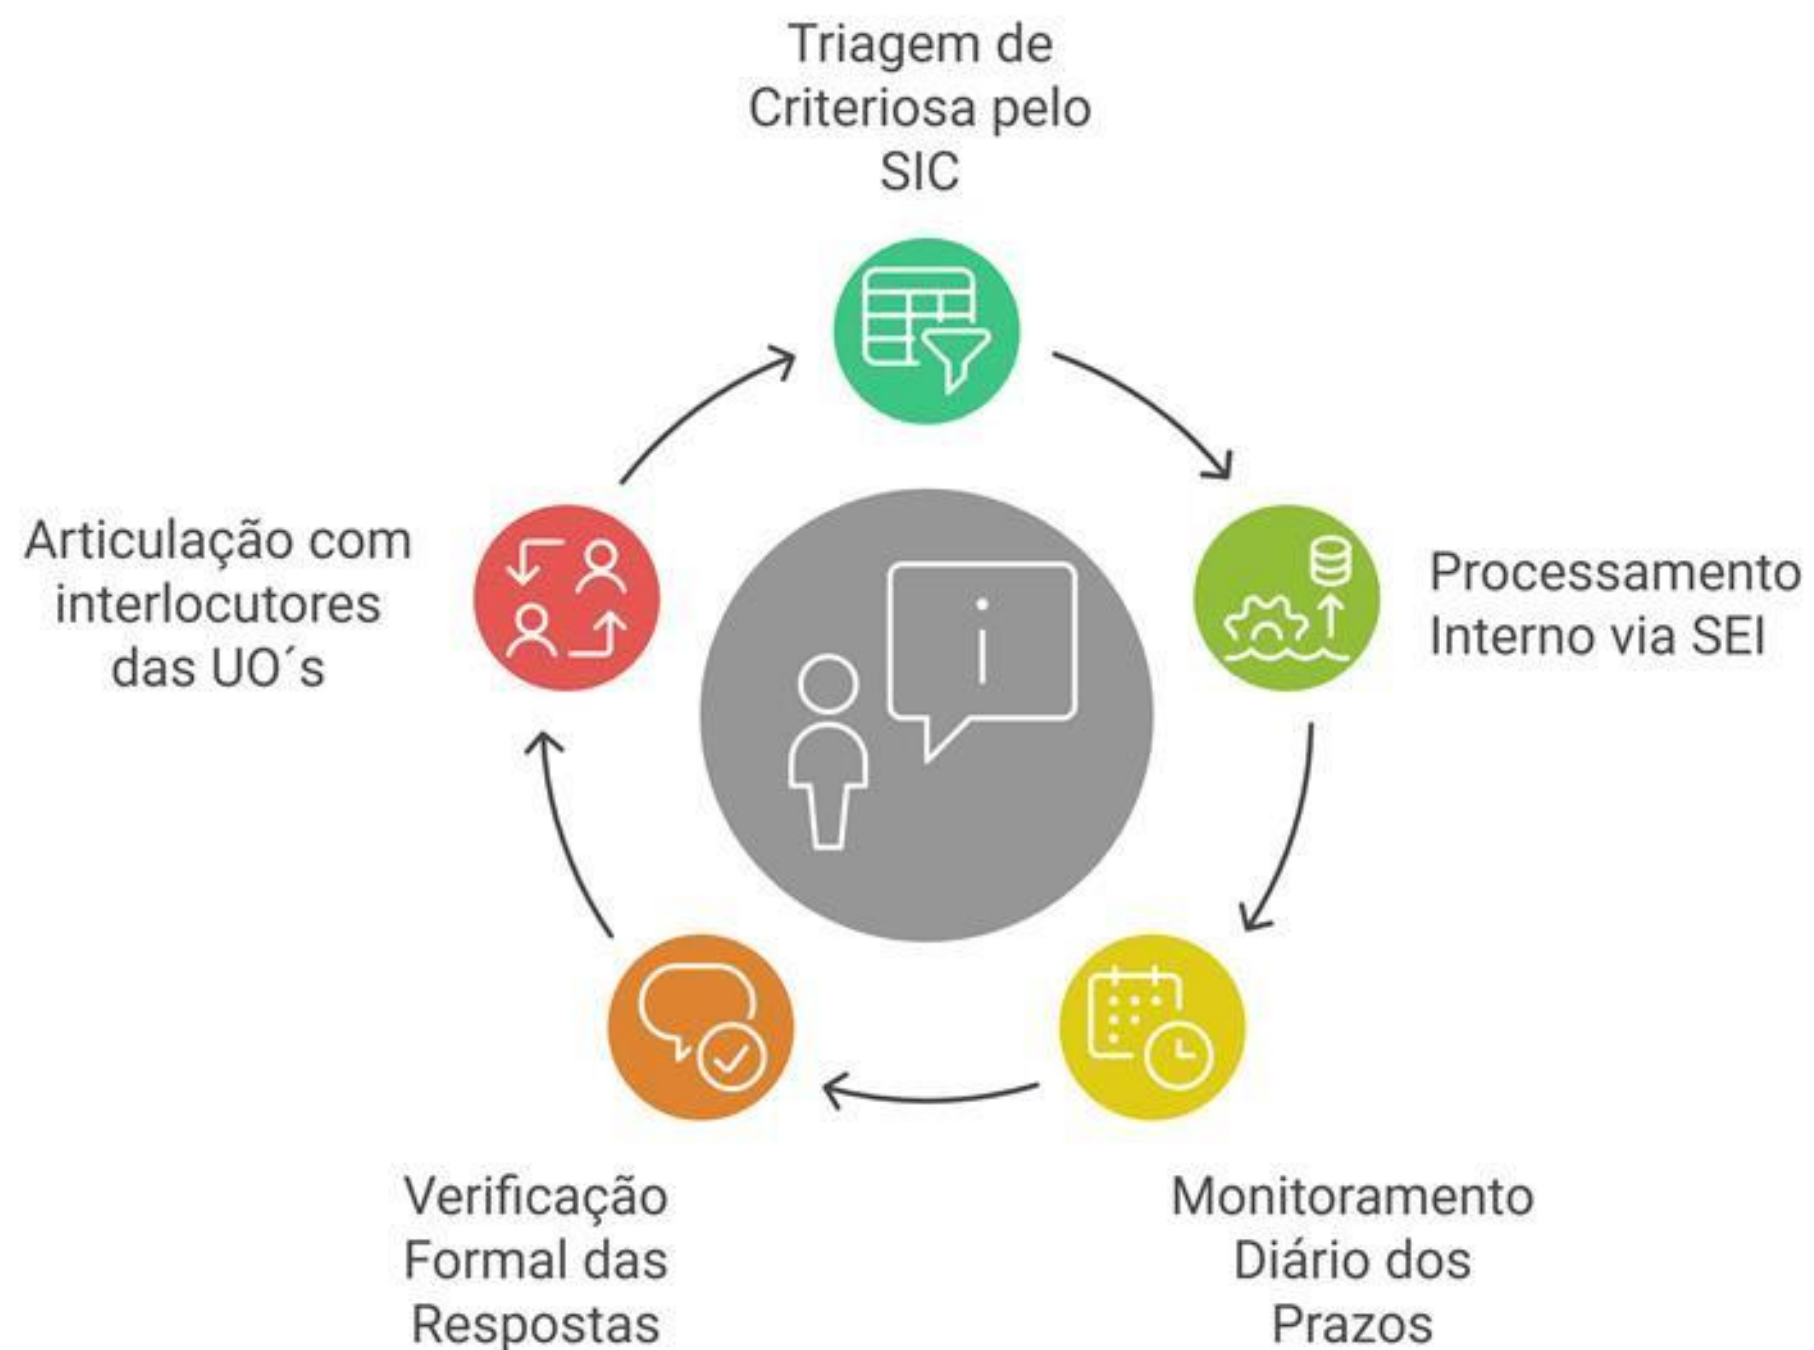 Triagem de
Criteriosa pelo
SIC
Processamento
Interno via SEI
Monitoramento
Diário dos
Prazos
Verificação
Formal das
Respostas
Articulação com
interlocutores
das UO´s
i